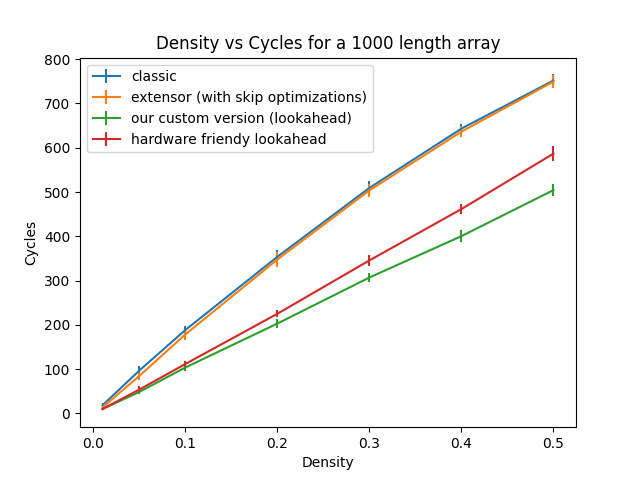 Density vs Cycles for a 1000 length array
classic
extensor (with skip optimizations)
our custom version (lookahead)
hardware friendy lookahead
Cycles
800
700
600
500
400
300
200
100
0
0.0 0.1 0.2 0.3 0.4 0.5
Density